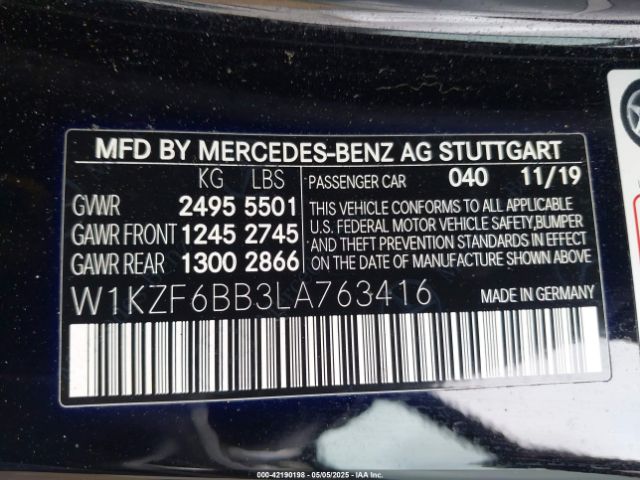 MFD BY MERCEDES-BENZ AG STUTTGART
KG LBS PASSENGER CAR 040 11/19
GVWR 2495 5501
GAWR FRONT 1245 2745
GAWR REAR 1300 2866
THIS VEHICLE CONFORMS TO ALL APPLICABLE
U.S. FEDERAL MOTOR VEHICLE SAFETY,BUMPER
AND THEFT PREVENTION STANDARDS IN EFFECT
ON THE DATE OF MANUFACTURE SHOWN ABOVE.
W1KZF6BB3LA763416 MADE IN GERMANY
000-42190198 - 05/05/2025 - IAA Inc.